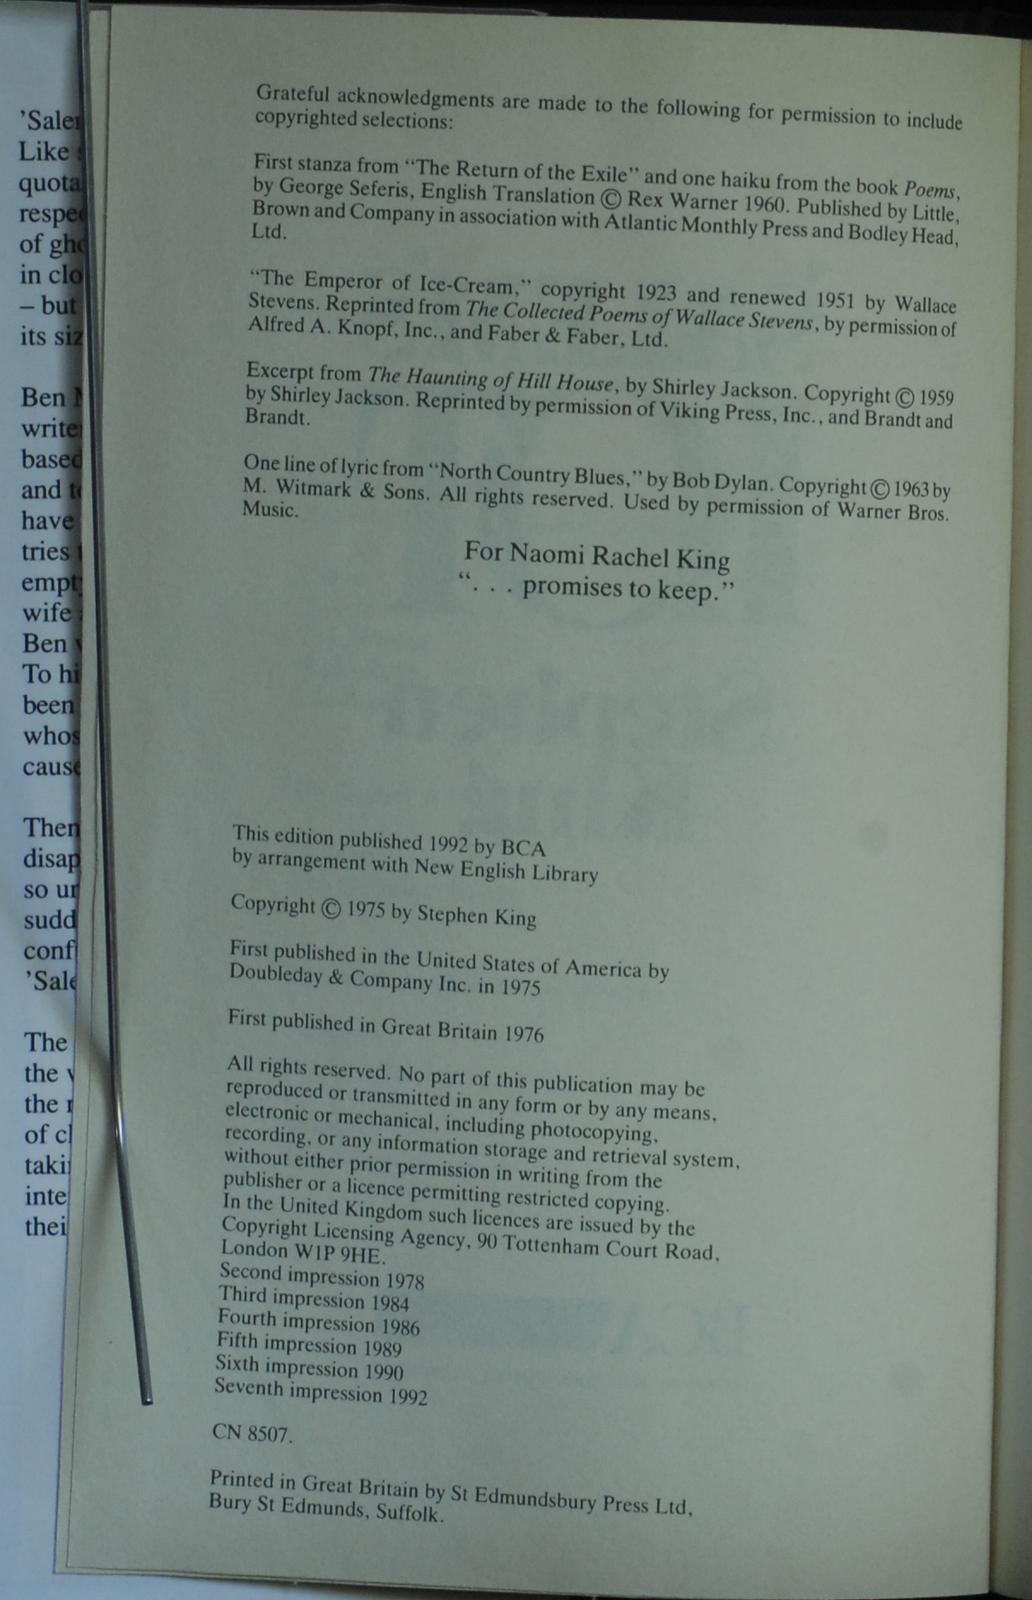 'Sale
Like
quota
respe
of gho
in clo
– but
its siz
Ben
write
based
and t
have
tries
empt
wife
Ben
To hi
been
whos
cause
Then
disap
so un
sudd
conf
'Sale
The
the
the
of cl
taki
inte
thei
Grateful acknowledgments are made to the following for permission to include
copyrighted selections:
First stanza from “The Return of the Exile” and one haiku from the book Poems,
by George Seferis, English Translation © Rex Warner 1960. Published by Little,
Brown and Company in association with Atlantic Monthly Press and Bodley Head,
Ltd.
“The Emperor of Ice-Cream,” copyright 1923 and renewed 1951 by Wallace
Stevens. Reprinted from The Collected Poems of Wallace Stevens, by permission of
Alfred A. Knopf, Inc., and Faber & Faber, Ltd.
Excerpt from The Haunting of Hill House, by Shirley Jackson. Copyright © 1959
by Shirley Jackson. Reprinted by permission of Viking Press, Inc., and Brandt and
Brandt.
One line of lyric from “North Country Blues,” by Bob Dylan. Copyright © 1963 by
M. Witmark & Sons. All rights reserved. Used by permission of Warner Bros.
Music.
For Naomi Rachel King
“. . . promises to keep.”
This edition published 1992 by BCA
by arrangement with New English Library
Copyright © 1975 by Stephen King
First published in the United States of America by
Doubleday & Company Inc. in 1975
First published in Great Britain 1976
All rights reserved. No part of this publication may be
reproduced or transmitted in any form or by any means,
electronic or mechanical, including photocopying,
recording, or any information storage and retrieval system,
without either prior permission in writing from the
publisher or a licence permitting restricted copying.
In the United Kingdom such licences are issued by the
Copyright Licensing Agency, 90 Tottenham Court Road,
London W1P 9HE.
Second impression 1978
Third impression 1984
Fourth impression 1986
Fifth impression 1989
Sixth impression 1990
Seventh impression 1992
CN 8507.
Printed in Great Britain by St Edmundsbury Press Ltd,
Bury St Edmunds, Suffolk.